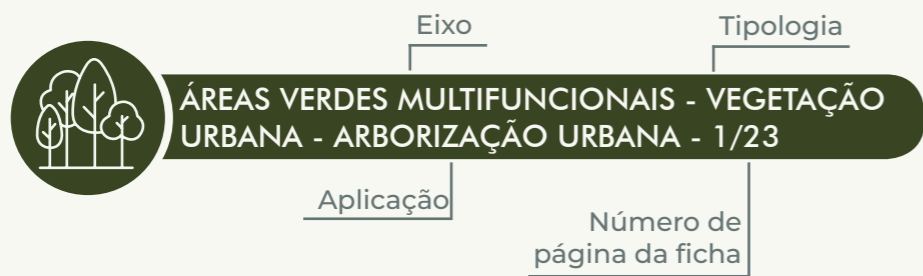 Eixo
Tipologia
ÁREAS VERDES MULTIFUNCIONAIS - VEGETAÇÃO
URBANA - ARBORIZAÇÃO URBANA - 1/23
Aplicação
Número de
página da ficha